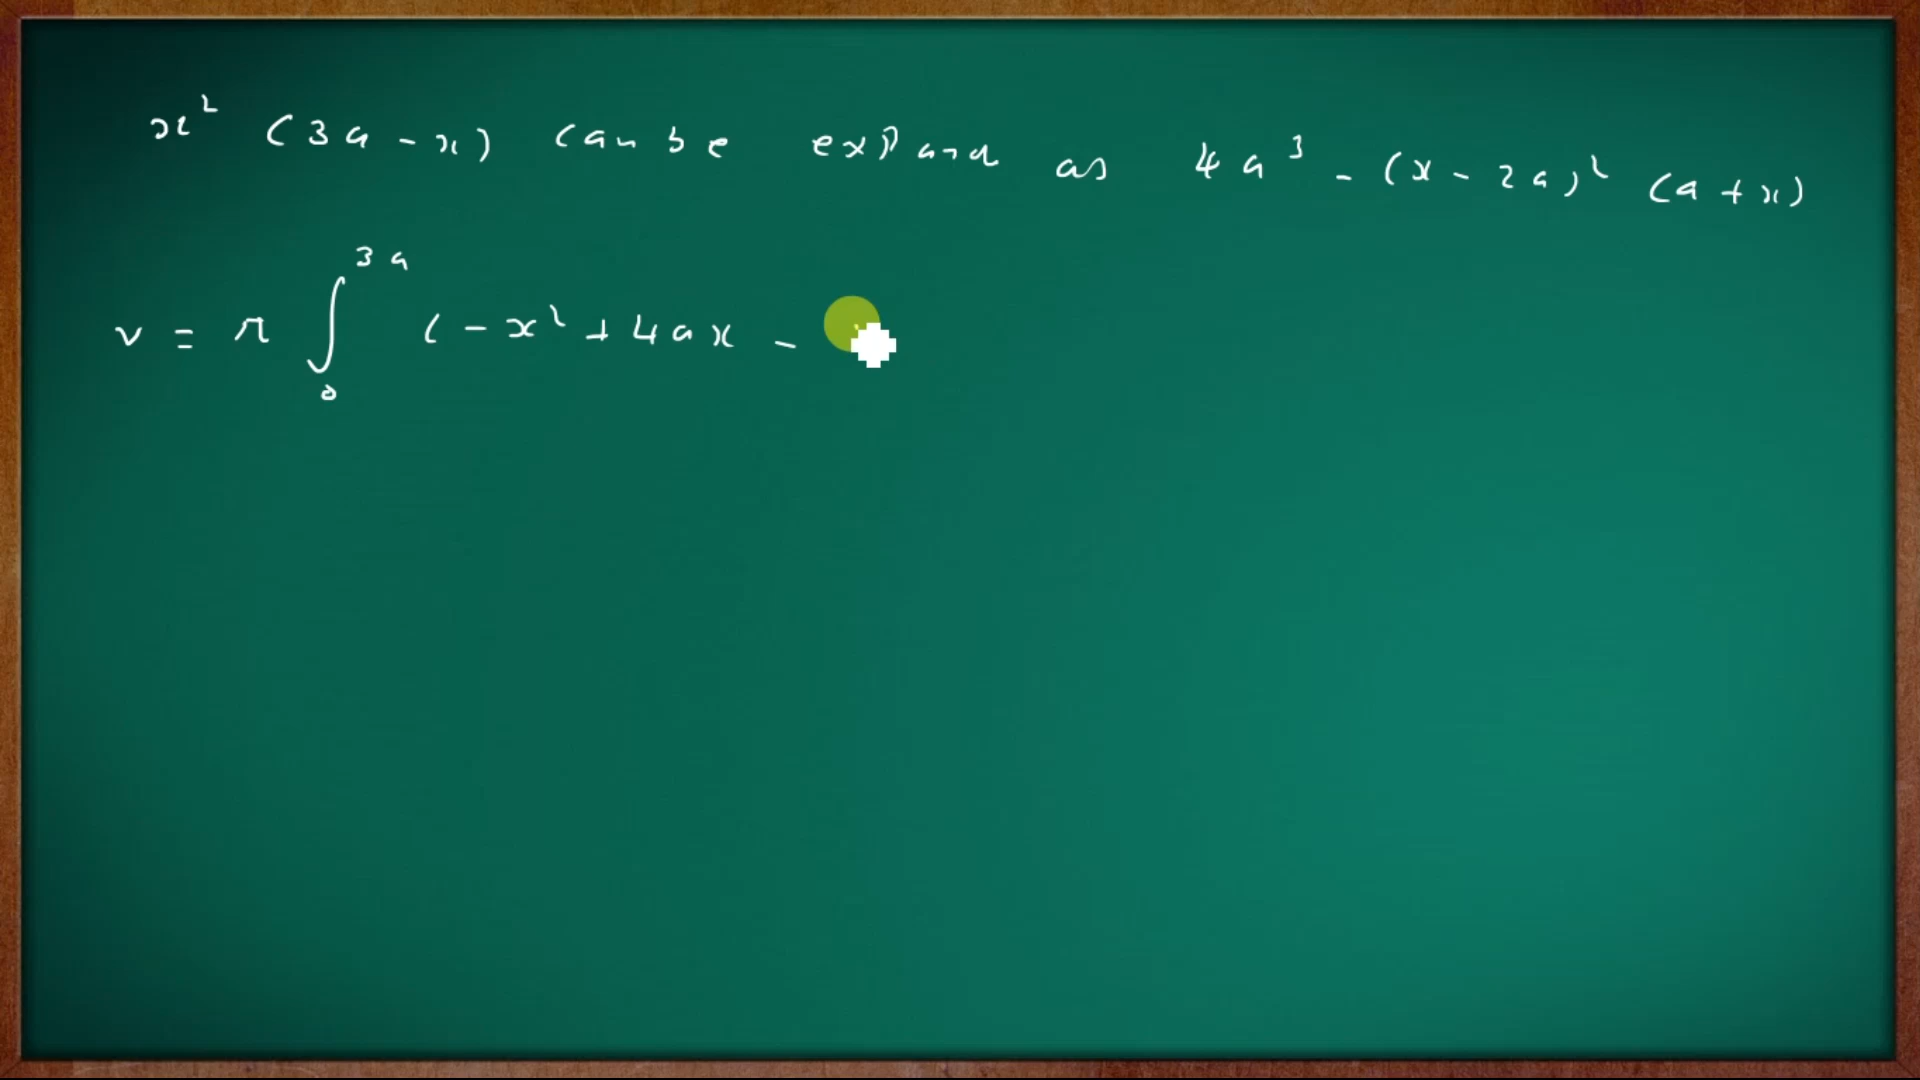 x² (3a - x) can be expand as 4a³ - (x - 2a)² (a + x)
v = π ∫₀³ᵃ (-x² + 4ax -